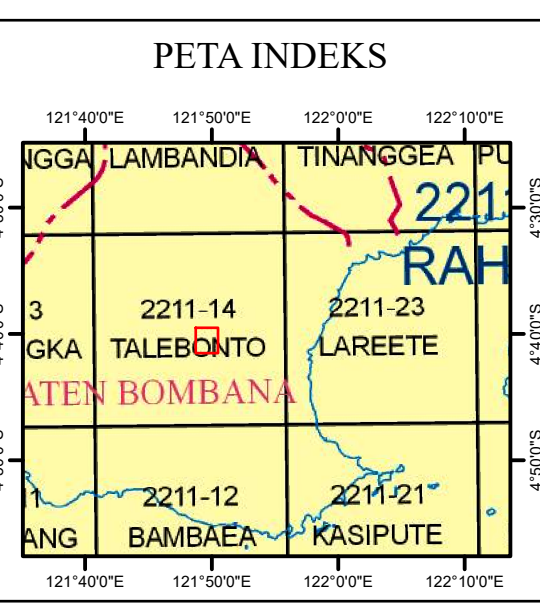 PETA INDEKS
121°40'0"E 121°50'0"E 122°0'0"E 122°10'0"E
NGGA LAMBANDIA TINANGGEA PU
4°30'0"S
221
RAH
3 2211-14 2211-23
4°40'0"S
GKA TALEBONTO LAREETE
ATEN BOMBANA
4°50'0"S
11 2211-12 2211-21
ANG BAMBAEA KASIPUTE
121°40'0"E 121°50'0"E 122°0'0"E 122°10'0"E